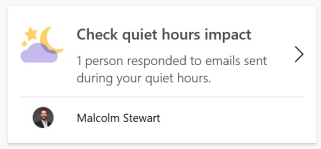 Check quiet hours impact
1 person responded to emails sent
during your quiet hours.
Malcolm Stewart